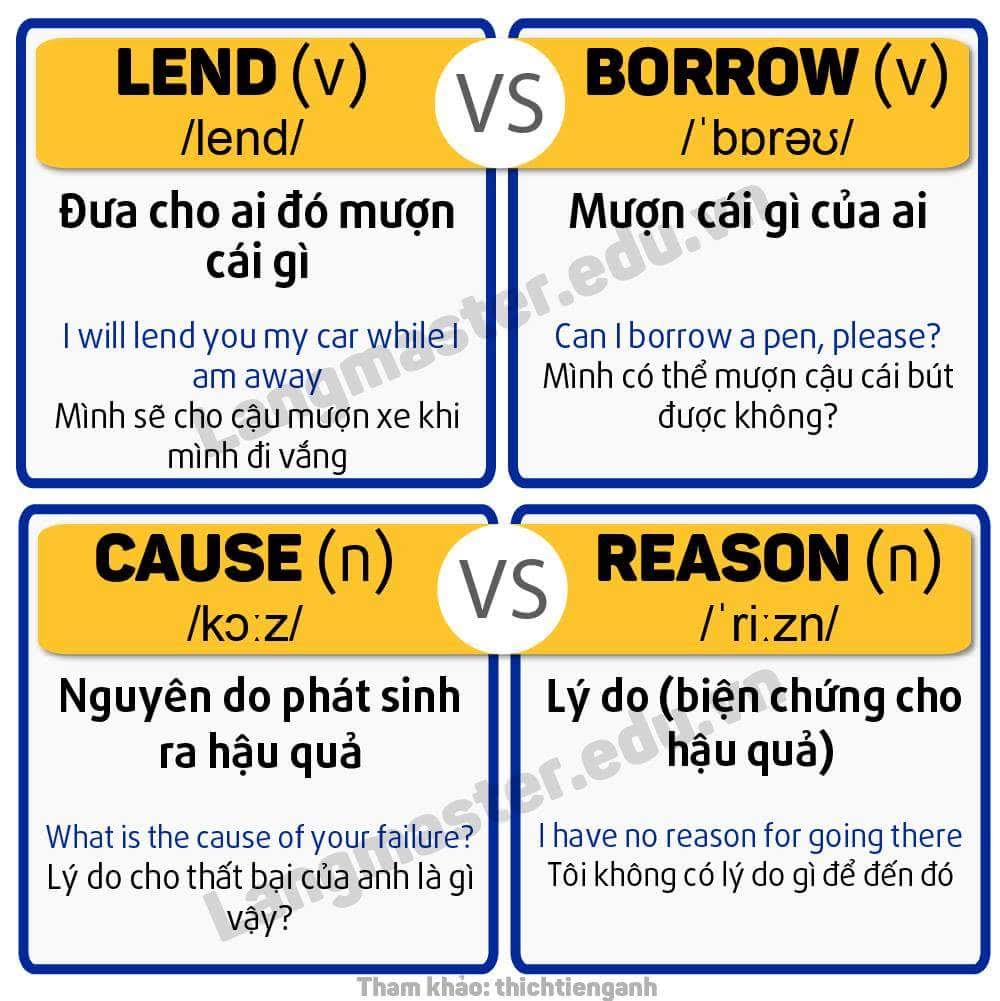 LEND (v)
/lend/
Đưa cho ai đó mượn
cái gì
I will lend you my car while I
am away
Mình sẽ cho cậu mượn xe khi
mình đi vắng
VS
BORROW (v)
/ˈbɒrəʊ/
Mượn cái gì của ai
Can I borrow a pen, please?
Mình có thể mượn cậu cái bút
được không?
Langmaster.edu.vn
CAUSE (n)
/kɔːz/
Nguyên do phát sinh
ra hậu quả
What is the cause of your failure?
Lý do cho thất bại của anh là gì
vậy?
VS
REASON (n)
/ˈriːzn/
Lý do (biện chứng cho
hậu quả)
I have no reason for going there
Tôi không có lý do gì để đến đó
Langmaster.edu.vn
Tham khảo: thichtienganh